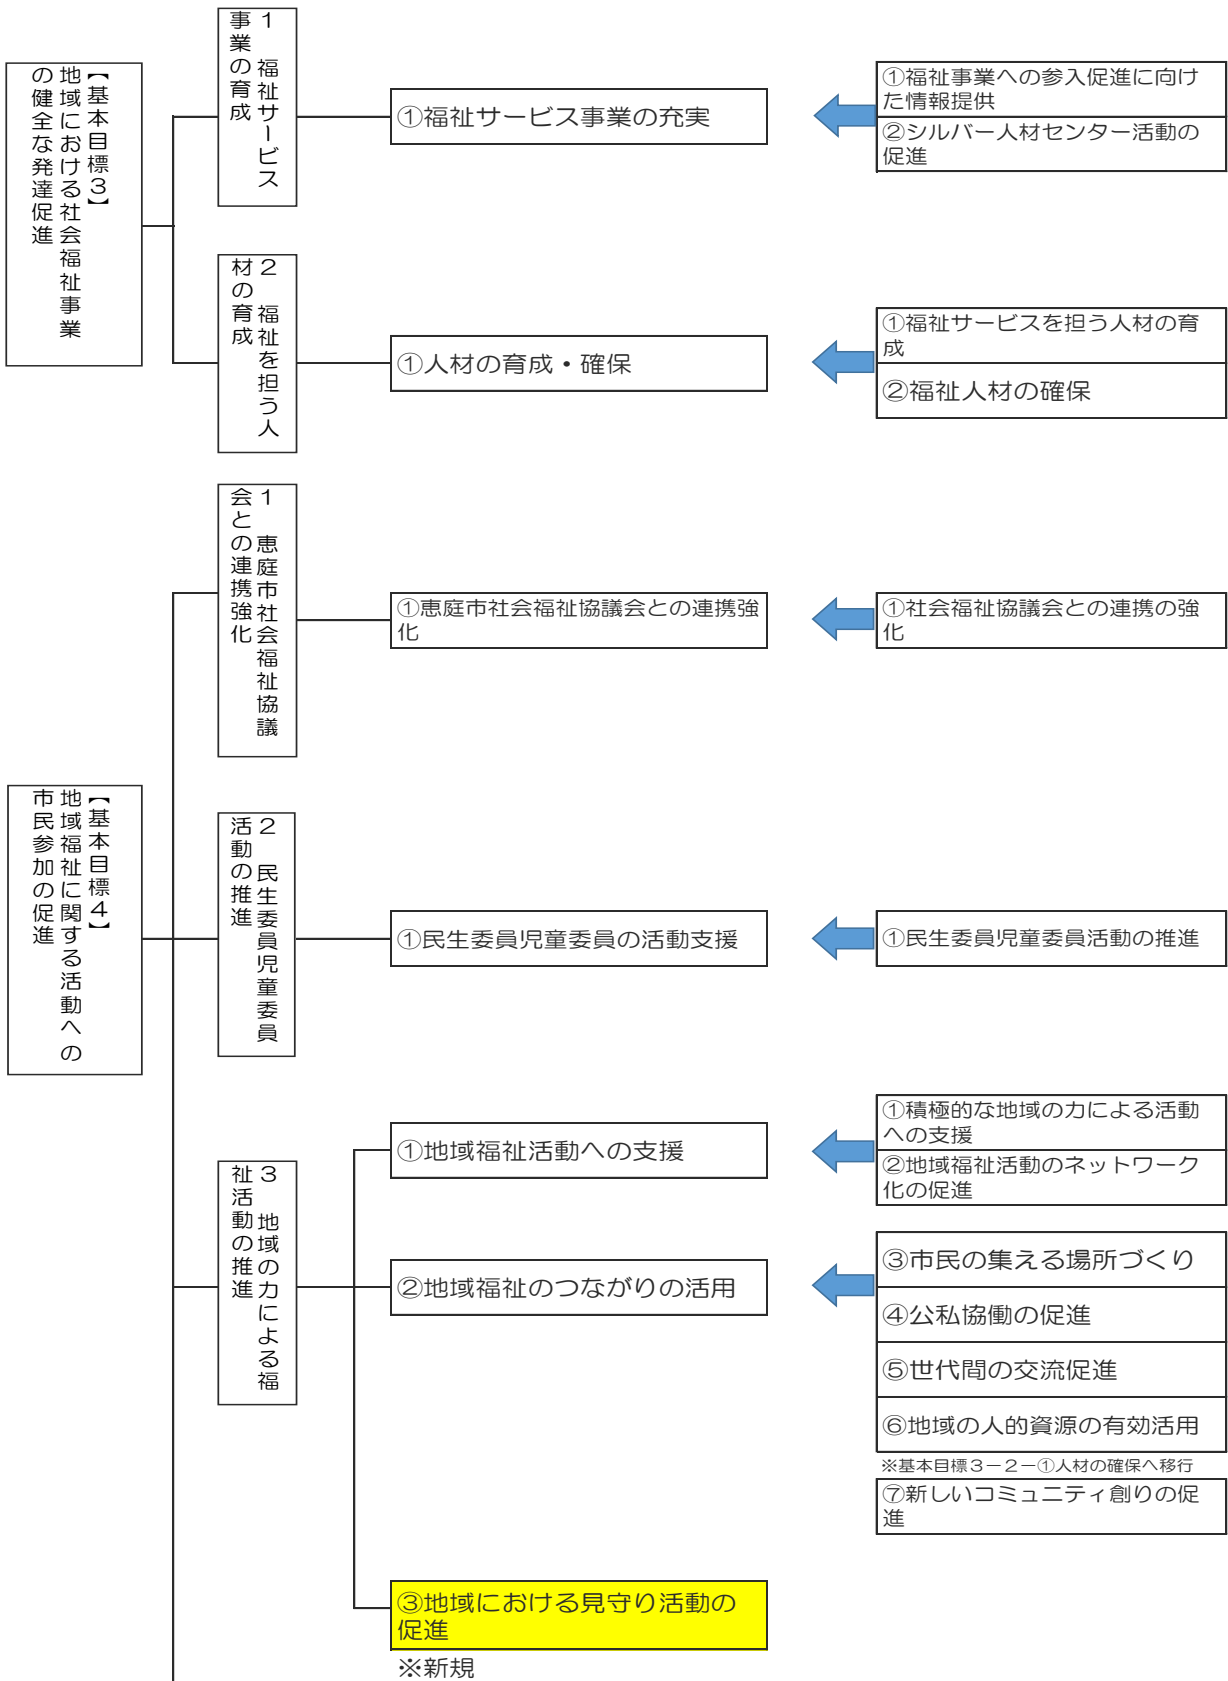 【基本目標３】
地域における社会福祉事業
の健全な発達促進
１　福祉サービス
事業の育成
①福祉サービス事業の充実
①福祉事業への参入促進に向け
た情報提供
②シルバー人材センター活動の
促進
２　福祉を担う人
材の育成
①人材の育成・確保
①福祉サービスを担う人材の育
成
②福祉人材の確保
【基本目標４】
地域福祉に関する活動への
市民参加の促進
１　恵庭市社会福祉協議
会との連携強化
①恵庭市社会福祉協議会との連携強
化
①社会福祉協議会との連携の強
化
２　民生委員児童委員
活動の推進
①民生委員児童委員の活動支援
①民生委員児童委員活動の推進
３　地域の力による福
祉活動の推進
①地域福祉活動への支援
①積極的な地域の力による活動
への支援
②地域福祉活動のネットワーク
化の促進
②地域福祉のつながりの活用
③市民の集える場所づくり
④公私協働の促進
⑤世代間の交流促進
⑥地域の人的資源の有効活用
※基本目標３－２－①人材の確保へ移行
⑦新しいコミュニティ創りの促
進
③地域における見守り活動の
促進
※新規